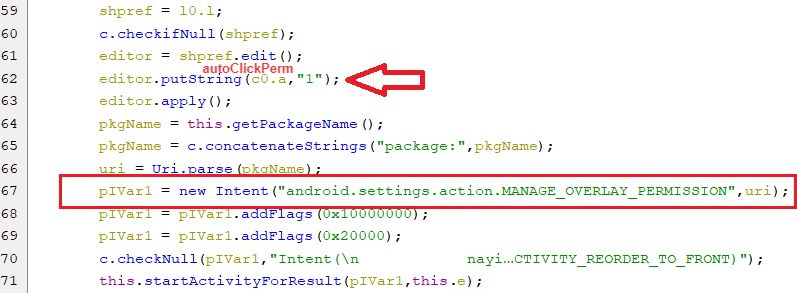 59 shpref = l0.l;
60 c.checkifNull(shpref);
61 editor = shpref.edit();
autoClickPerm
62 editor.putString(c0.a,"1");
63 editor.apply();
64 pkgName = this.getPackageName();
65 pkgName = c.concatenateStrings("package:",pkgName);
66 uri = Uri.parse(pkgName);
67 pIVar1 = new Intent("android.settings.action.MANAGE_OVERLAY_PERMISSION",uri);
68 pIVar1 = pIVar1.addFlags(0x10000000);
69 pIVar1 = pIVar1.addFlags(0x20000);
70 c.checkNull(pIVar1,"Intent(\n nayi…CTIVITY_REORDER_TO_FRONT)");
71 this.startActivityForResult(pIVar1,this.e);